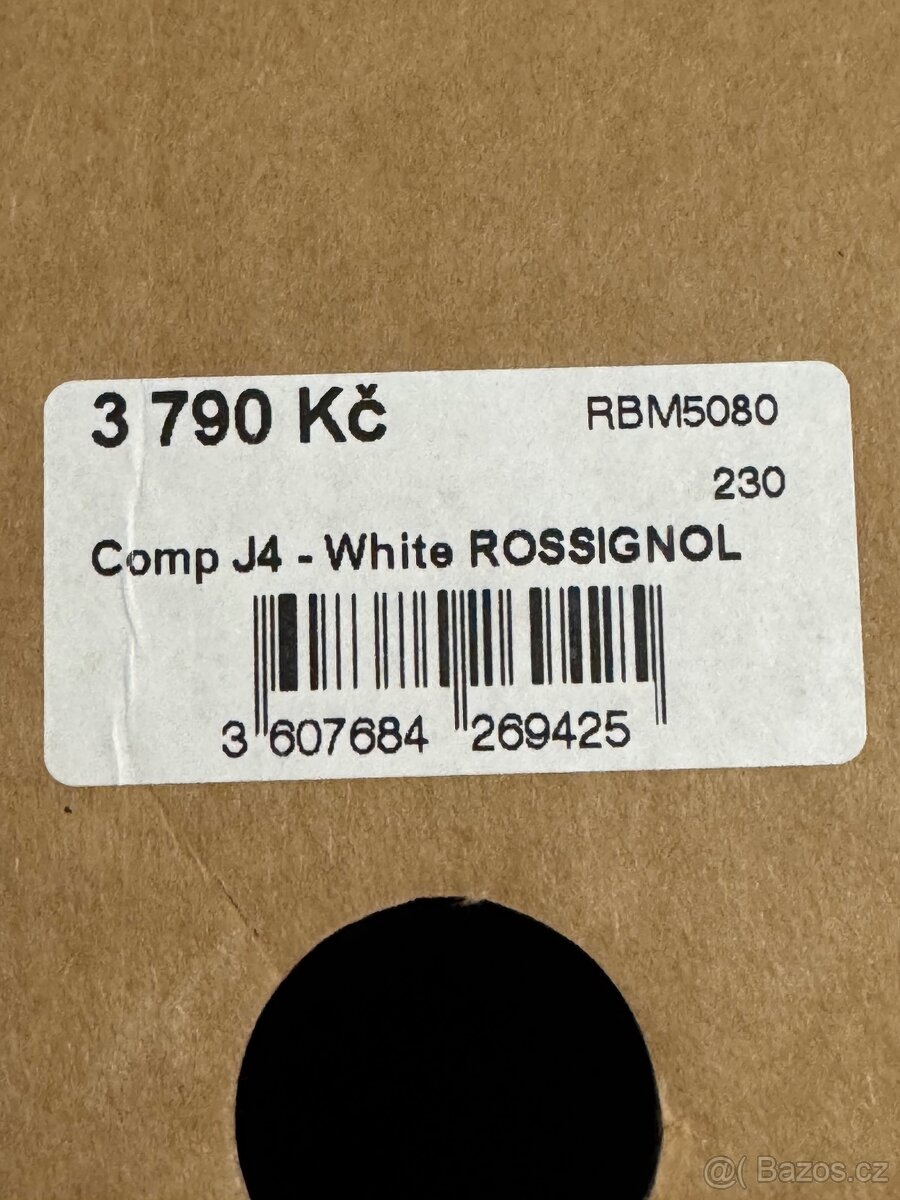 3 790 Kč RBM5080
230
Comp J4 - White ROSSIGNOL
3 607684 269425
@( Bazos.cz